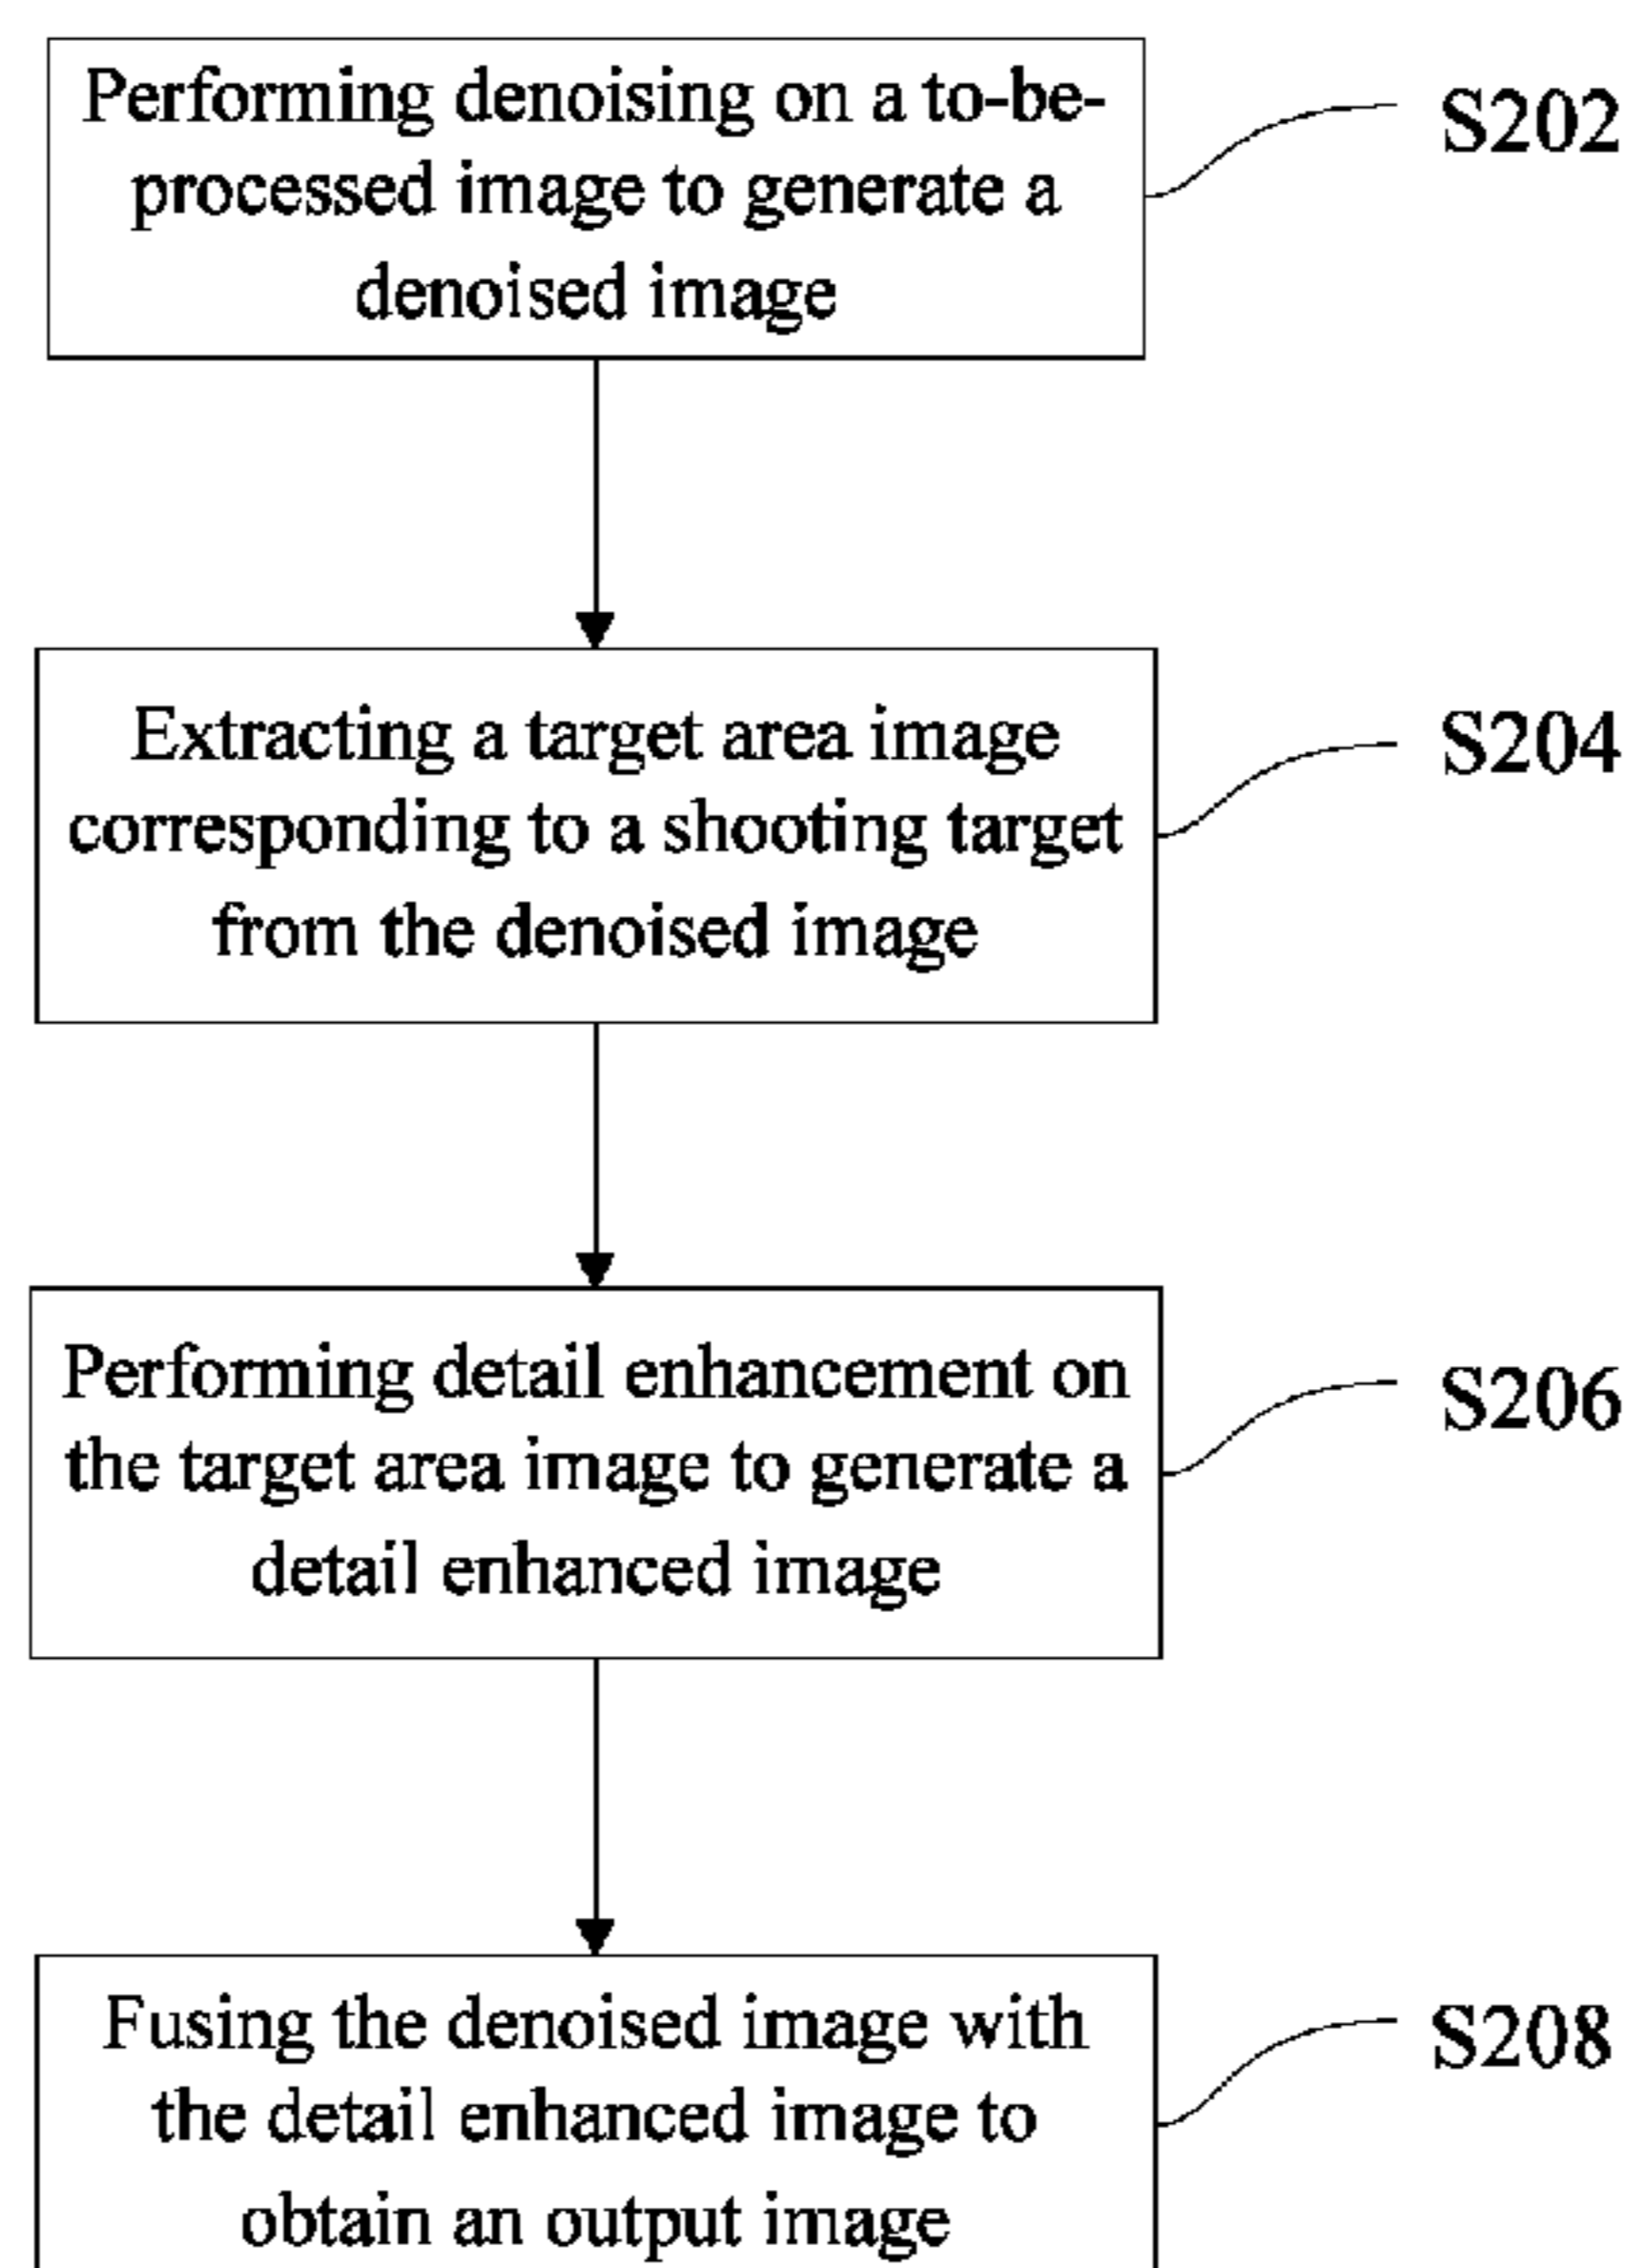 Performing denoising on a to-be-
processed image to generate a
denoised image
S202
Extracting a target area image
corresponding to a shooting target
from the denoised image
S204
Performing detail enhancement on
the target area image to generate a
detail enhanced image
S206
Fusing the denoised image with
the detail enhanced image to
obtain an output image
S208